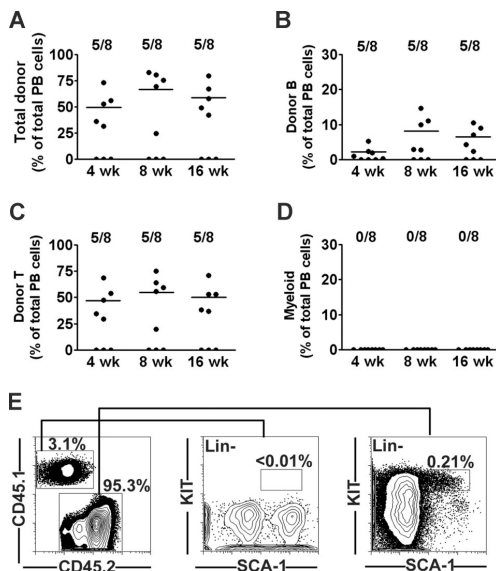 A
5/8 5/8 5/8
Total donor
(% of total PB cells)
100
75
50
25
0
4 wk 8 wk 16 wk
B
5/8 5/8 5/8
Donor B
(% of total PB cells)
30
20
10
0
4 wk 8 wk 16 wk
C
5/8 5/8 5/8
Donor T
(% of total PB cells)
100
75
50
25
0
4 wk 8 wk 16 wk
D
0/8 0/8 0/8
Myeloid
(% of total PB cells)
30
20
10
0
4 wk 8 wk 16 wk
E
3.1%
95.3%
CD45.1
CD45.2
Lin-
<0.01%
KIT
SCA-1
Lin-
0.21%
KIT
SCA-1